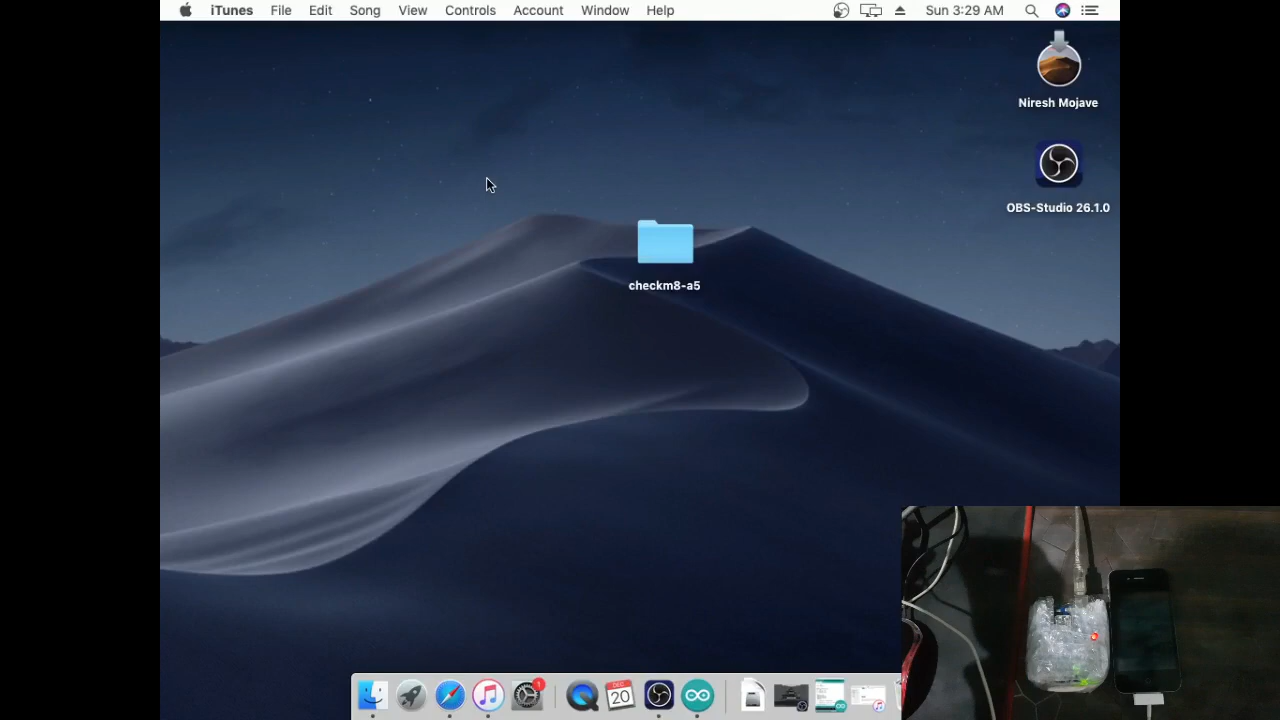 iTunes File Edit Song View Controls Account Window Help Sun 3:29 AM
Niresh Mojave
OBS-Studio 26.1.0
checkm8-a5
1
DEC
20